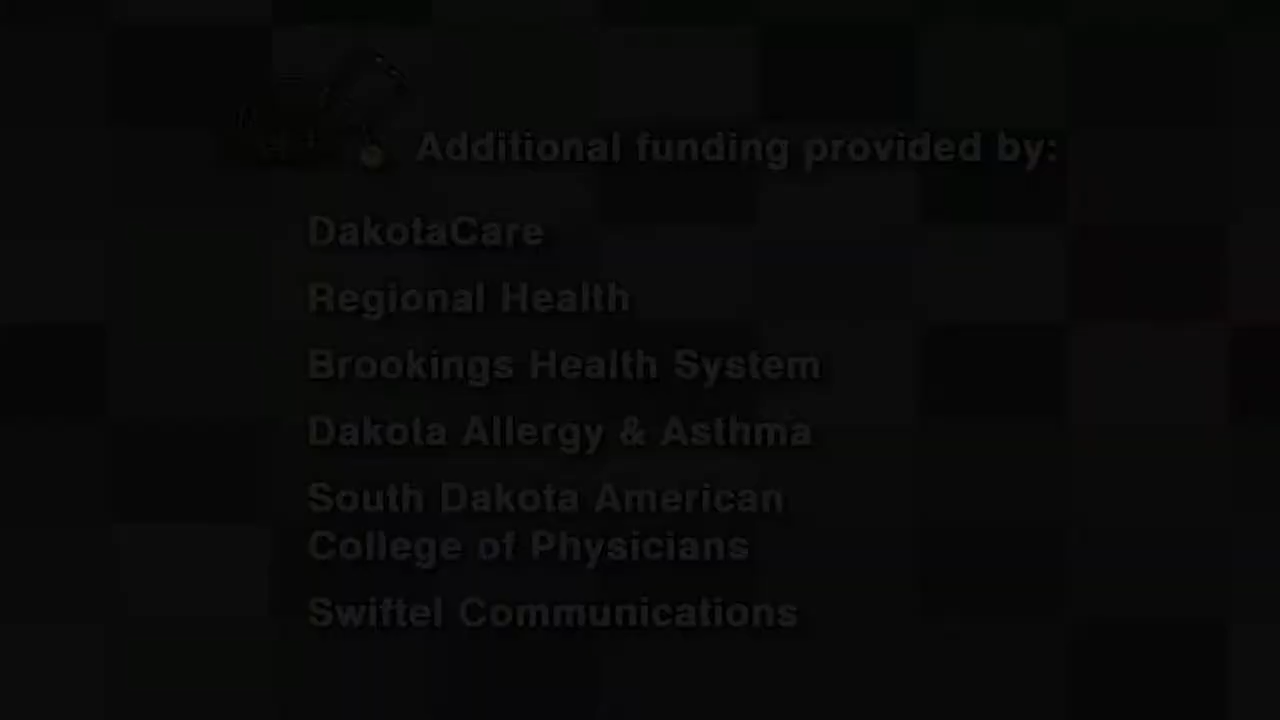 Additional funding provided by:
DakotaCare
Regional Health
Brookings Health System
Dakota Allergy & Asthma
South Dakota American
College of Physicians
Swiftel Communications